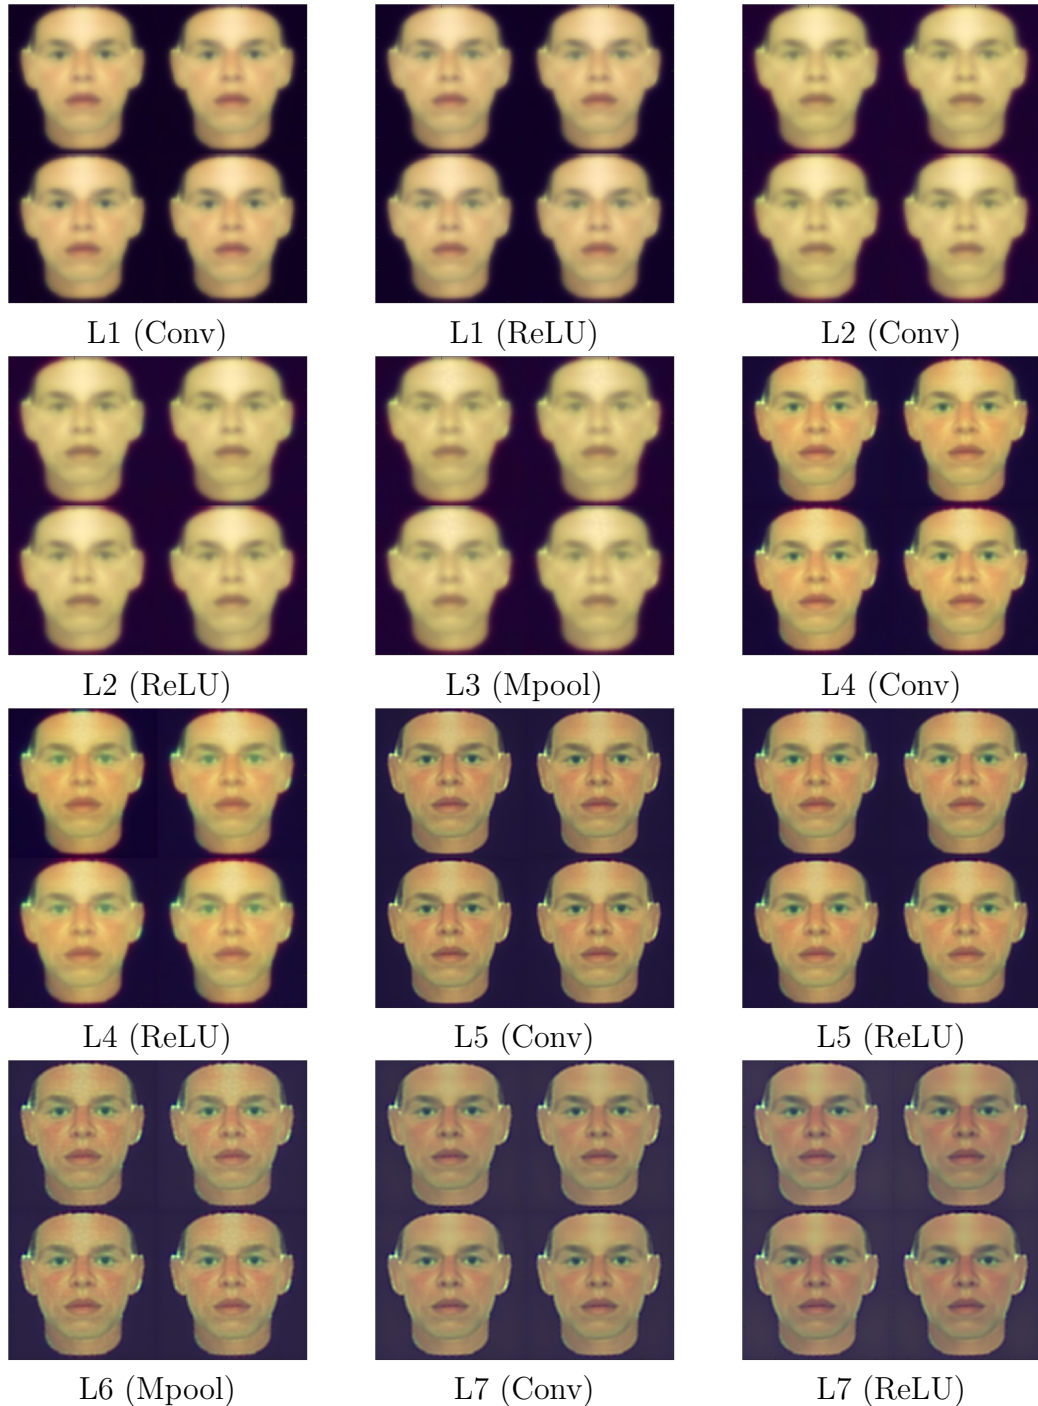 L1 (Conv) L1 (ReLU) L2 (Conv)
L2 (ReLU) L3 (Mpool) L4 (Conv)
L4 (ReLU) L5 (Conv) L5 (ReLU)
L6 (Mpool) L7 (Conv) L7 (ReLU)